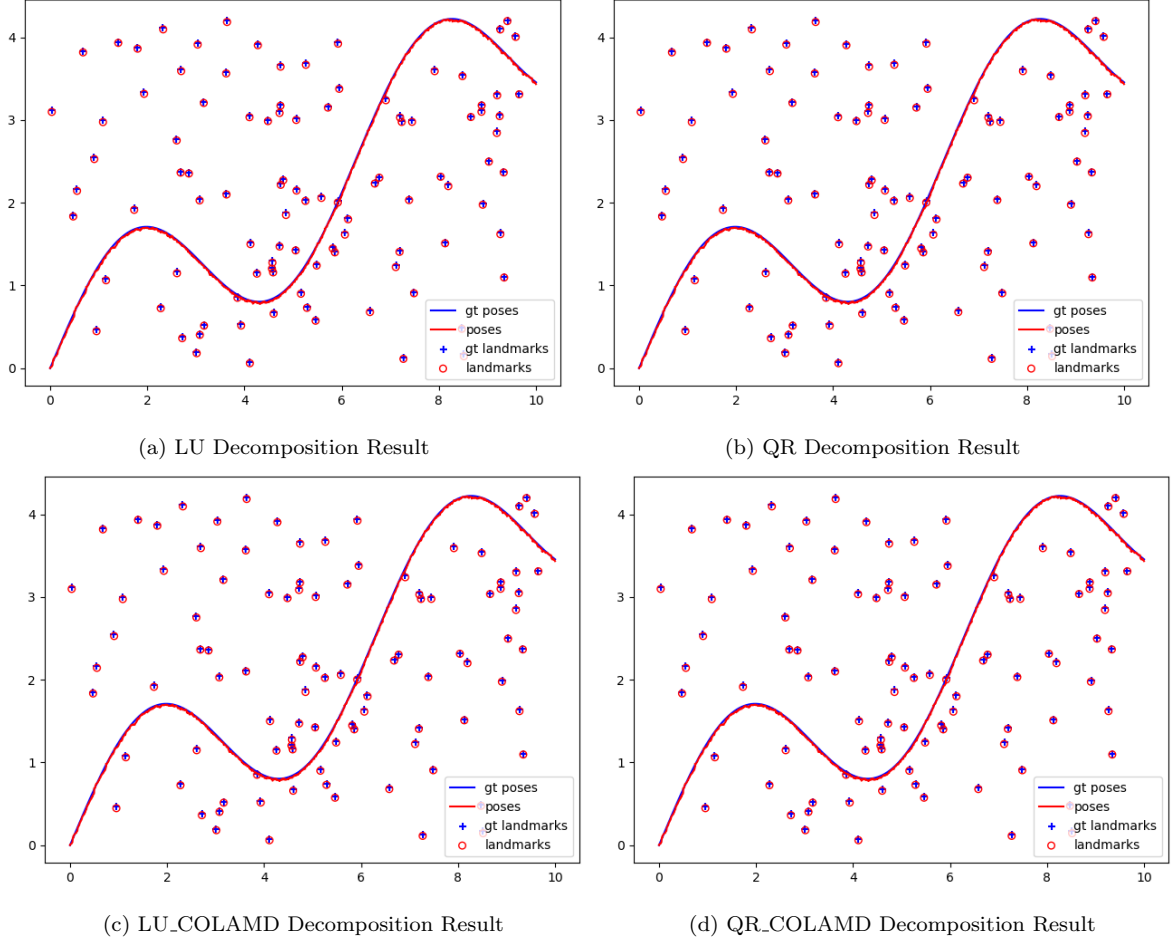 4
3
2
1
0
gt poses
poses
gt landmarks
landmarks
0 2 4 6 8 10
(a) LU Decomposition Result
4
3
2
1
0
gt poses
poses
gt landmarks
landmarks
0 2 4 6 8 10
(b) QR Decomposition Result
4
3
2
1
0
gt poses
poses
gt landmarks
landmarks
0 2 4 6 8 10
(c) LU_COLAMD Decomposition Result
4
3
2
1
0
gt poses
poses
gt landmarks
landmarks
0 2 4 6 8 10
(d) QR_COLAMD Decomposition Result